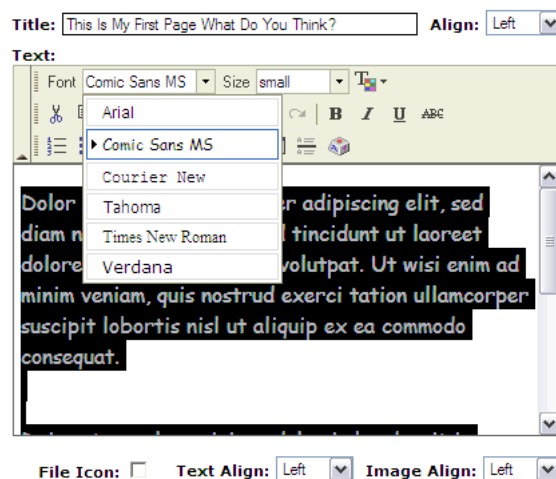 Title: This Is My First Page What Do You Think? Align: Left
Text:
Font Comic Sans MS Size small
Arial B I U ABC
Comic Sans MS
Courier New
Dolor r adipiscing elit, sed
Tahoma
diam n tincidunt ut laoreet
Times New Roman
dolore volutpat. Ut wisi enim ad
Verdana
minim veniam, quis nostrud exerci tation ullamcorper
suscipit lobortis nisl ut aliquip ex ea commodo
consequat.
File Icon: Text Align: Left Image Align: Left